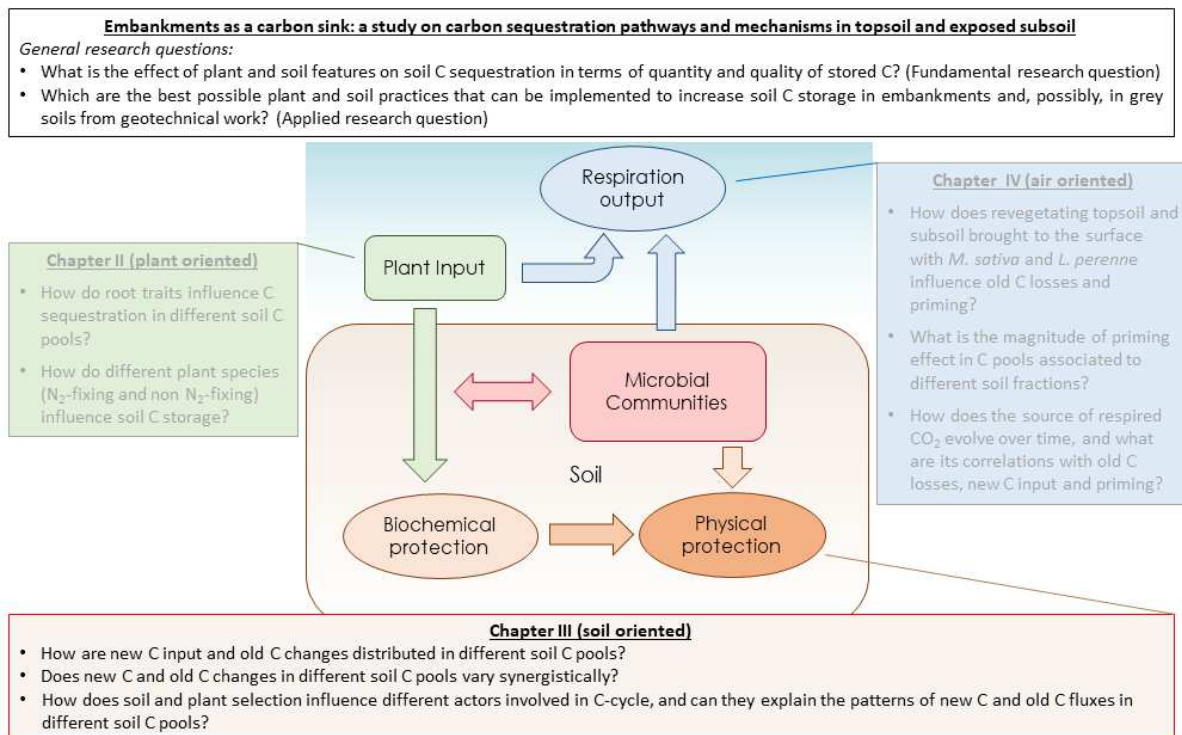 Embankments as a carbon sink: a study on carbon sequestration pathways and mechanisms in topsoil and exposed subsoil
General research questions:
• What is the effect of plant and soil features on soil C sequestration in terms of quantity and quality of stored C? (Fundamental research question)
• Which are the best possible plant and soil practices that can be implemented to increase soil C storage in embankments and, possibly, in grey
soils from geotechnical work? (Applied research question)
Respiration
output
Plant Input
Chapter II (plant oriented)
• How do root traits influence C
sequestration in different soil C
pools?
• How do different plant species
(N₂-fixing and non N₂-fixing)
influence soil C storage?
Microbial
Communities
Soil
Biochemical
protection
Physical
protection
Chapter IV (air oriented)
• How does revegetating topsoil and
subsoil brought to the surface
with M. sativa and L. perenne
influence old C losses and
priming?
• What is the magnitude of priming
effect in C pools associated to
different soil fractions?
• How does the source of respired
CO₂ evolve over time, and what
are its correlations with old C
losses, new C input and priming?
Chapter III (soil oriented)
• How are new C input and old C changes distributed in different soil C pools?
• Does new C and old C changes in different soil C pools vary synergistically?
• How does soil and plant selection influence different actors involved in C-cycle, and can they explain the patterns of new C and old C fluxes in
different soil C pools?